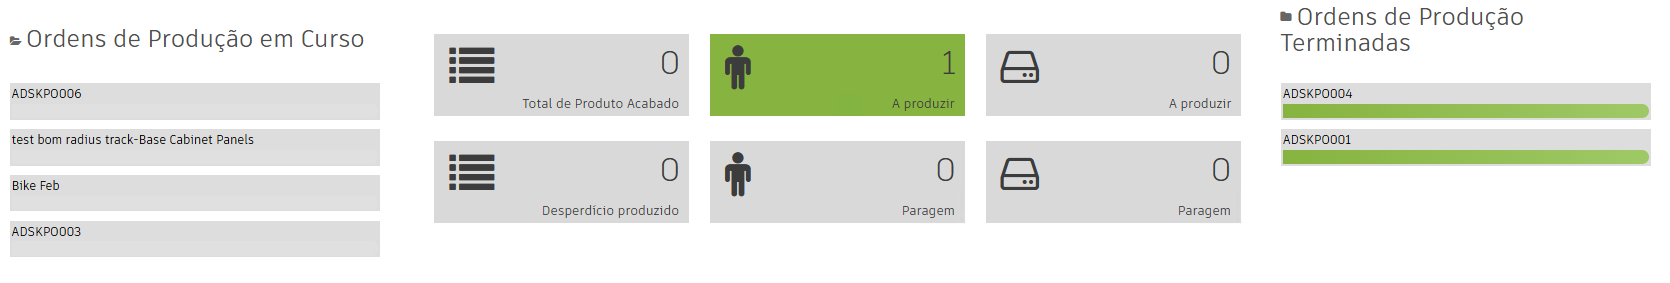 Ordens de Produção em Curso
ADSKPO006
test bom radius track-Base Cabinet Panels
Bike Feb
ADSKPO003
0
Total de Produto Acabado
1
A produzir
0
A produzir
0
Desperdício produzido
0
Paragem
0
Paragem
Ordens de Produção
Terminadas
ADSKPO004
ADSKPO001